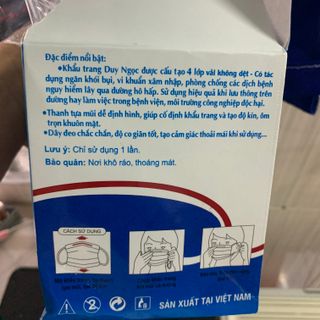 Đặc điểm nổi bật:
•Khẩu trang Duy Ngọc được cấu tạo 4 lớp vải không dệt - Có tác
dụng ngăn khói bụi, vi khuẩn xâm nhập, phòng chống các dịch bệnh
nguy hiểm lây qua đường hô hấp. Sử dụng hiệu quả khi lưu thông trên
đường hay làm việc trong bệnh viện, môi trường công nghiệp độc hại.
•Thanh tựa mũi dễ định hình, giúp cố định khẩu trang và tạo độ kín, ôm
trọn khuôn mặt.
•Dây đeo chắc chắn, độ co giãn tốt, tạo cảm giác thoải mái khi sử dụng...
Lưu ý: Chỉ sử dụng 1 lần.
Bảo quản: Nơi khô ráo, thoáng mát.
CÁCH SỬ DỤNG
SẢN XUẤT TẠI VIỆT NAM